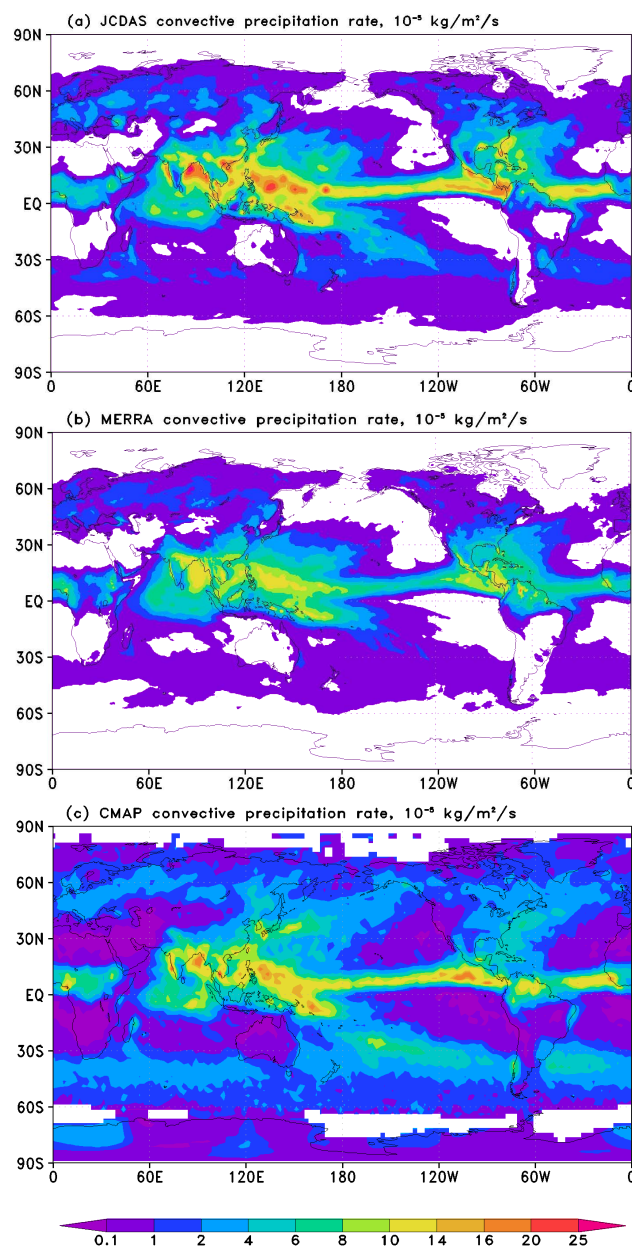 (a) JCDAS convective precipitation rate, 10⁻⁵ kg/m²/s
90N
60N
30N
EQ
30S
60S
90S
0 60E 120E 180 120W 60W 0
(b) MERRA convective precipitation rate, 10⁻⁵ kg/m²/s
90N
60N
30N
EQ
30S
60S
90S
0 60E 120E 180 120W 60W 0
(c) CMAP convective precipitation rate, 10⁻⁵ kg/m²/s
90N
60N
30N
EQ
30S
60S
90S
0 60E 120E 180 120W 60W 0
0.1 1 2 4 6 8 10 14 16 20 25